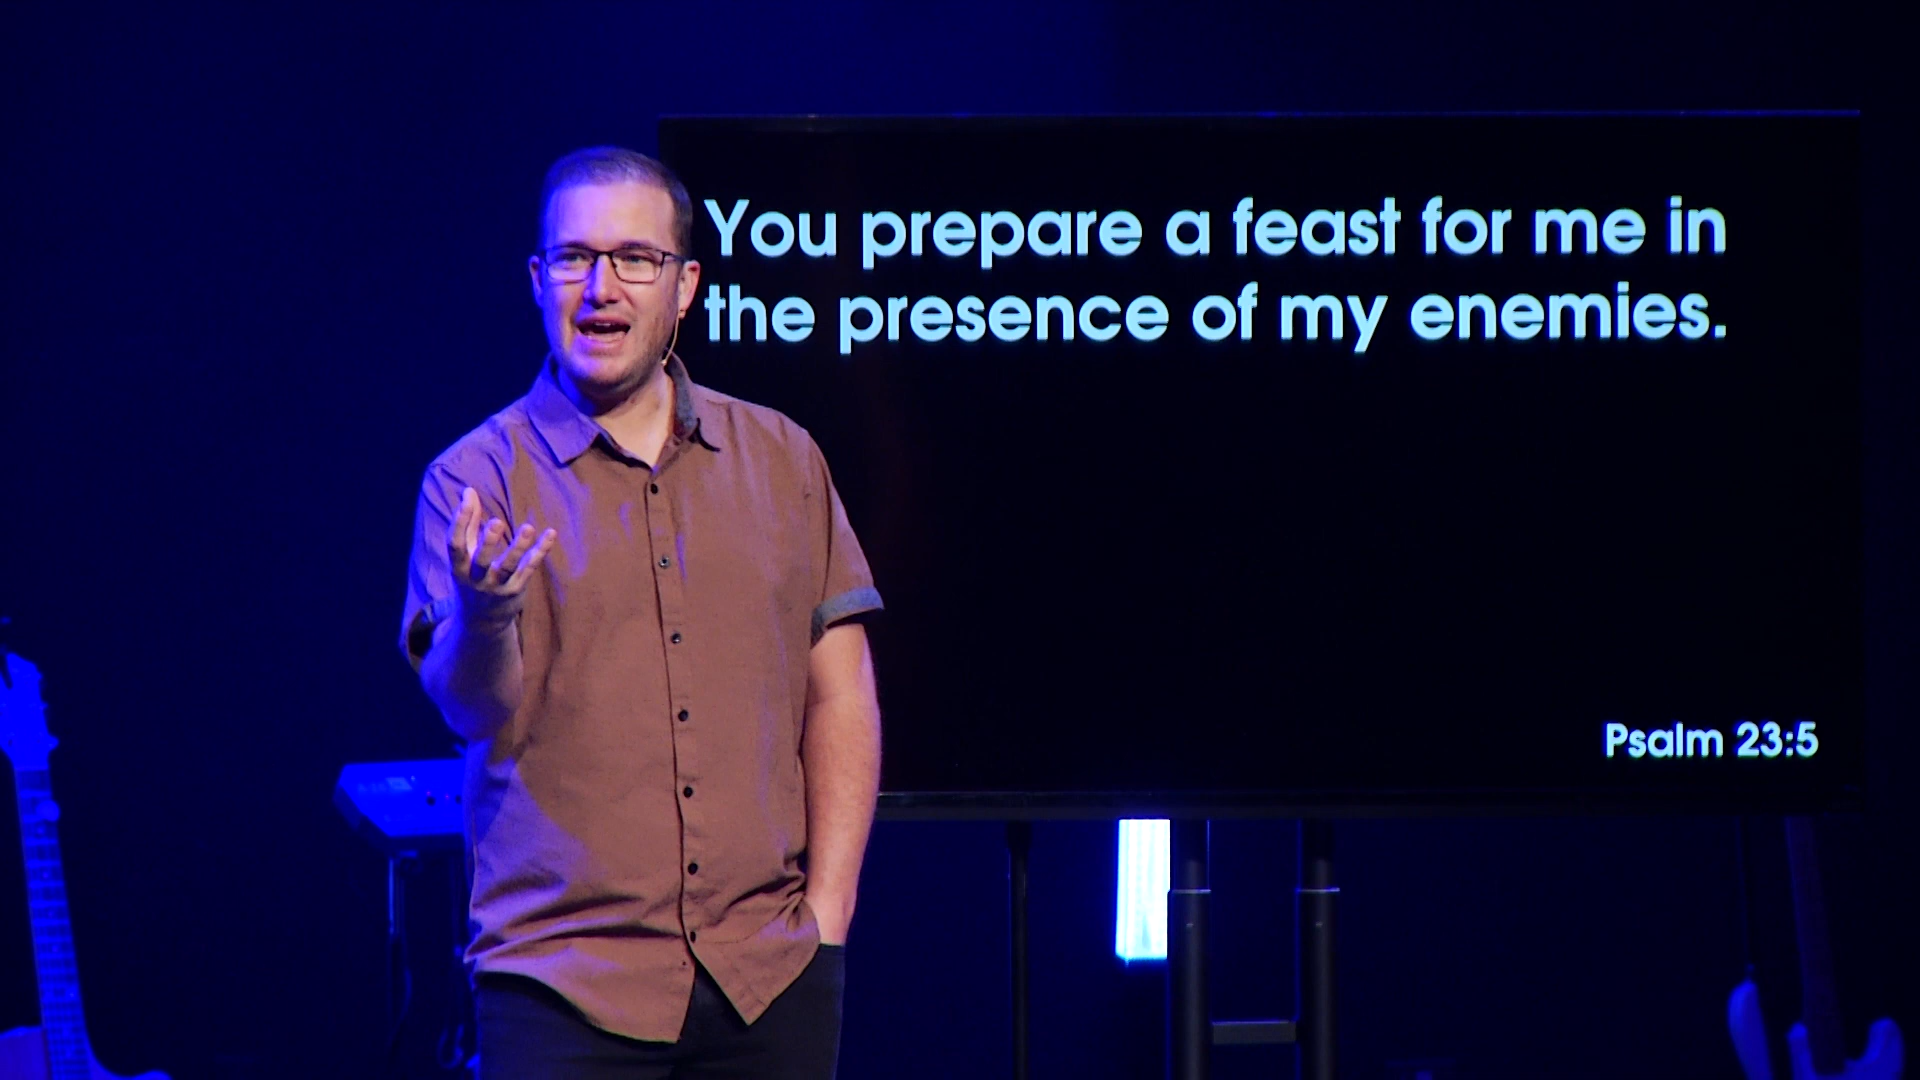 You prepare a feast for me in
the presence of my enemies.
Psalm 23:5